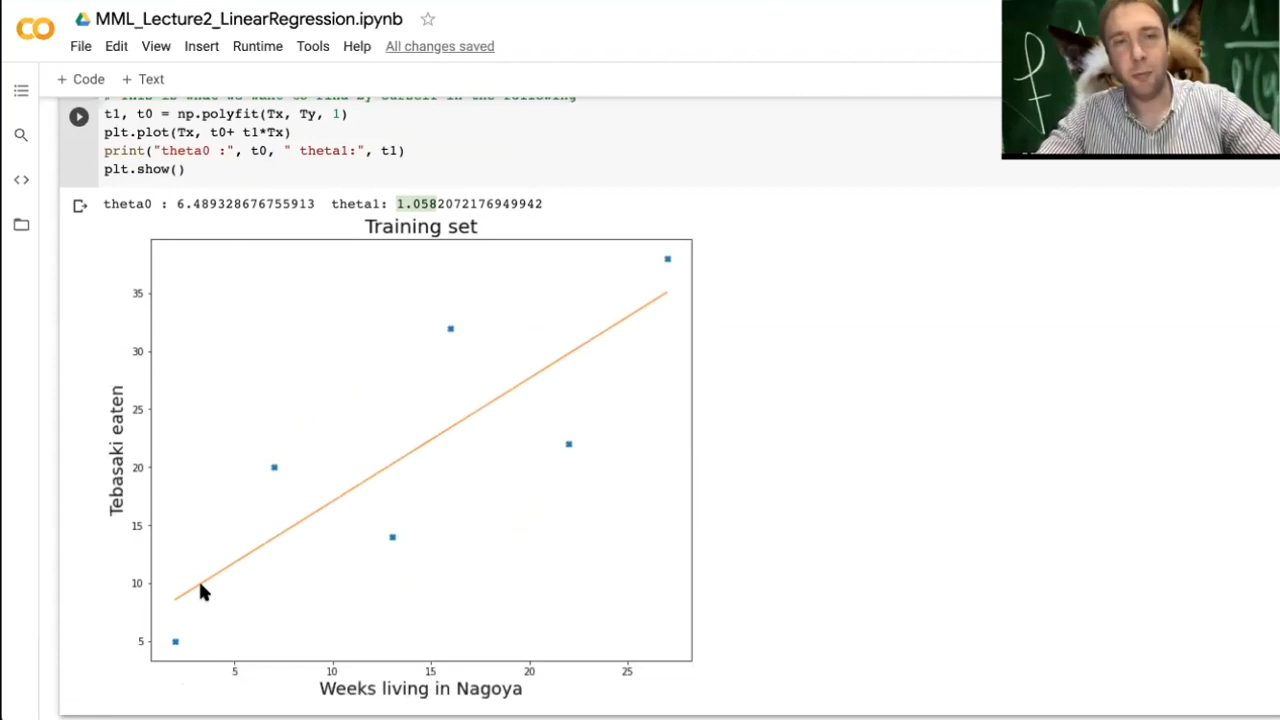 MML_Lecture2_LinearRegression.ipynb
File Edit View Insert Runtime Tools Help All changes saved
+ Code + Text
t1, t0 = np.polyfit(Tx, Ty, 1)
plt.plot(Tx, t0+ t1*Tx)
print("theta0 :", t0, " theta1:", t1)
plt.show()
theta0 : 6.489328676755913 theta1: 1.0582072176949942
Training set
35
30
25
20
15
10
5
Tebasaki eaten
5 10 15 20 25
Weeks living in Nagoya